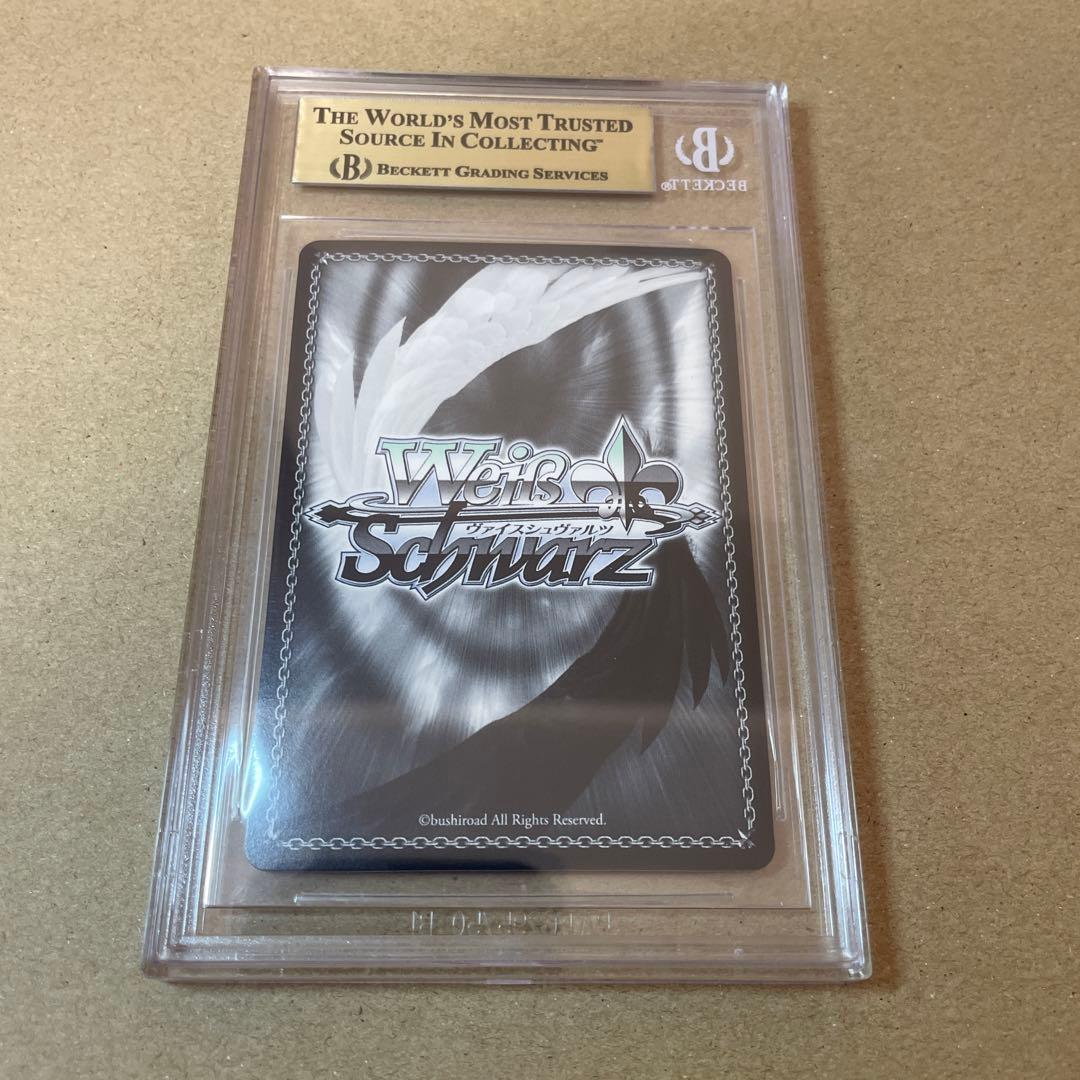 THE WORLD'S MOST TRUSTED
SOURCE IN COLLECTING™
B BECKETT GRADING SERVICES
B
BECKETT®
Weiß
ヴァイスシュヴァルツ
Schwarz
©bushiroad All Rights Reserved.